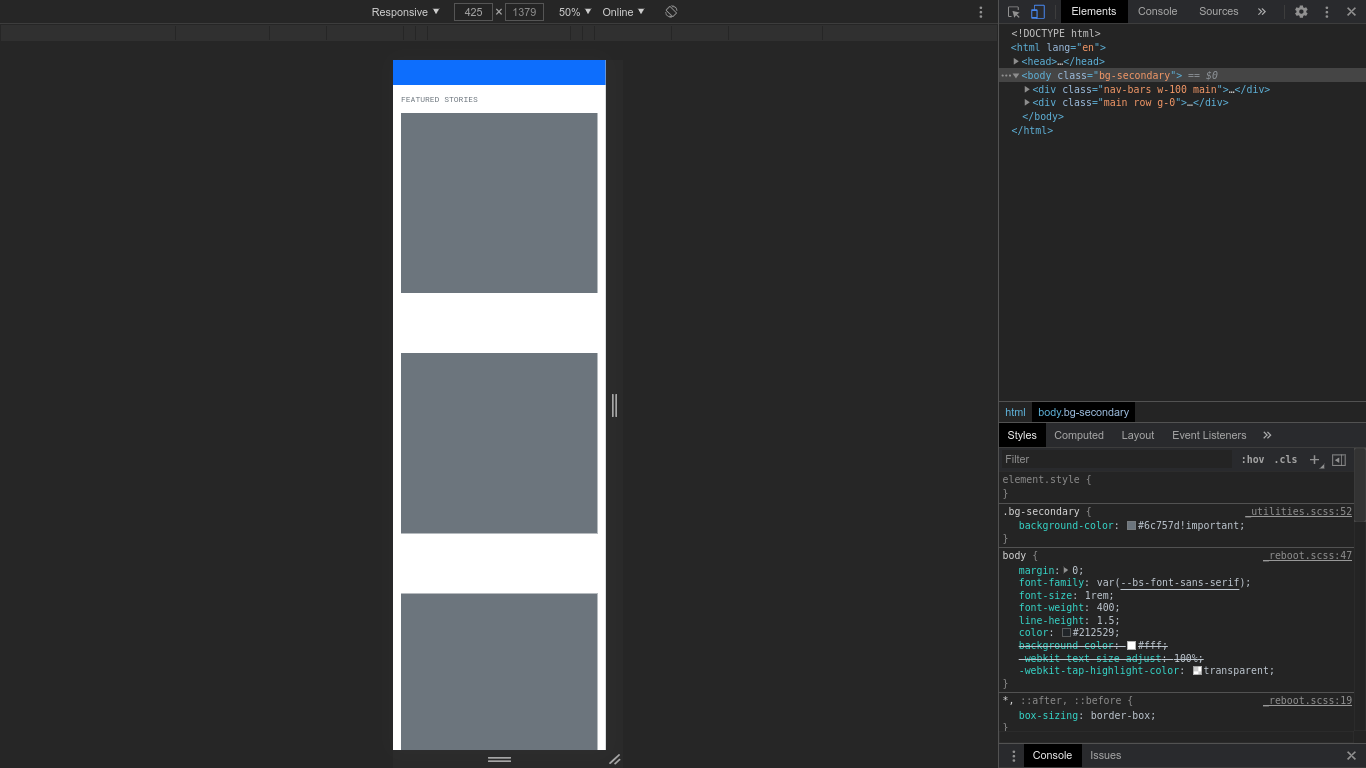 Responsive ▼ 425 × 1379 50% ▼ Online ▼
Elements Console Sources »
FEATURED STORIES
<!DOCTYPE html>
<html lang="en">
▶<head>…</head>
⋯▼<body class="bg-secondary"> == $0
▶<div class="nav-bars w-100 main">…</div>
▶<div class="main row g-0">…</div>
</body>
</html>
html body.bg-secondary
Styles Computed Layout Event Listeners »
Filter :hov .cls +
element.style {
}
.bg-secondary { _utilities.scss:52
background-color: #6c757d!important;
}
body { _reboot.scss:47
margin: ▶ 0;
font-family: var(--bs-font-sans-serif);
font-size: 1rem;
font-weight: 400;
line-height: 1.5;
color: #212529;
background-color: #fff;
-webkit-text-size-adjust: 100%;
-webkit-tap-highlight-color: transparent;
}
*, ::after, ::before { _reboot.scss:19
box-sizing: border-box;
}
Console Issues